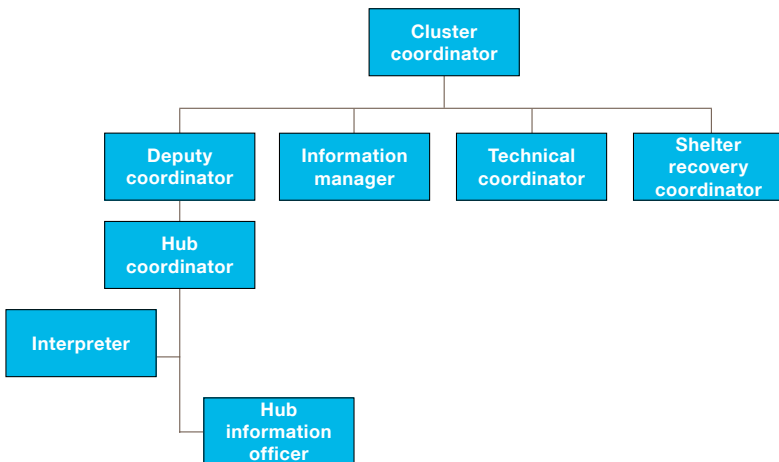 Cluster
coordinator
Deputy
coordinator
Information
manager
Technical
coordinator
Shelter
recovery
coordinator
Hub
coordinator
Interpreter
Hub
information
officer